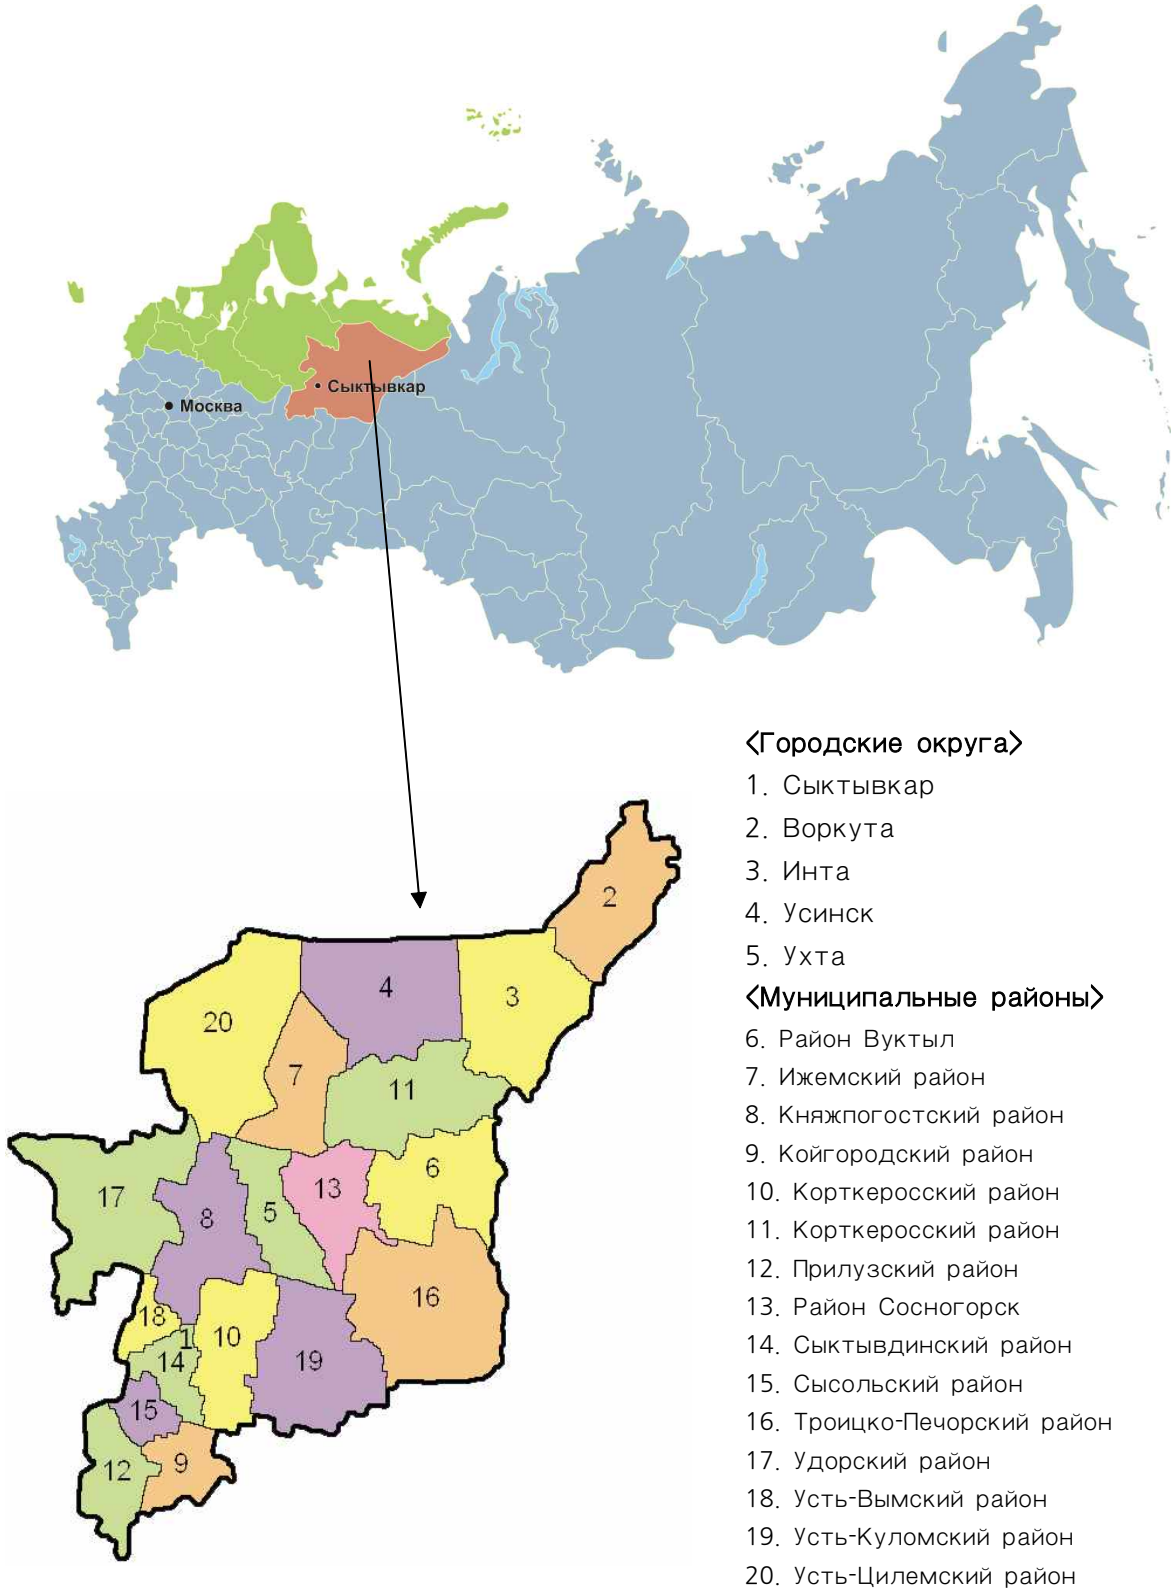 Сыктывкар
Москва
<Городские округа>
1. Сыктывкар
2. Воркута
3. Инта
4. Усинск
5. Ухта
<Муниципальные районы>
6. Район Вуктыл
7. Ижемский район
8. Княжпогостский район
9. Койгородский район
10. Корткеросский район
11. Корткеросский район
12. Прилузский район
13. Район Сосногорск
14. Сыктывдинский район
15. Сысольский район
16. Троицко-Печорский район
17. Удорский район
18. Усть-Вымский район
19. Усть-Куломский район
20. Усть-Цилемский район
2
4
3
20
7
11
6
13
17
5
8
16
18
1
10
14
19
15
9
12